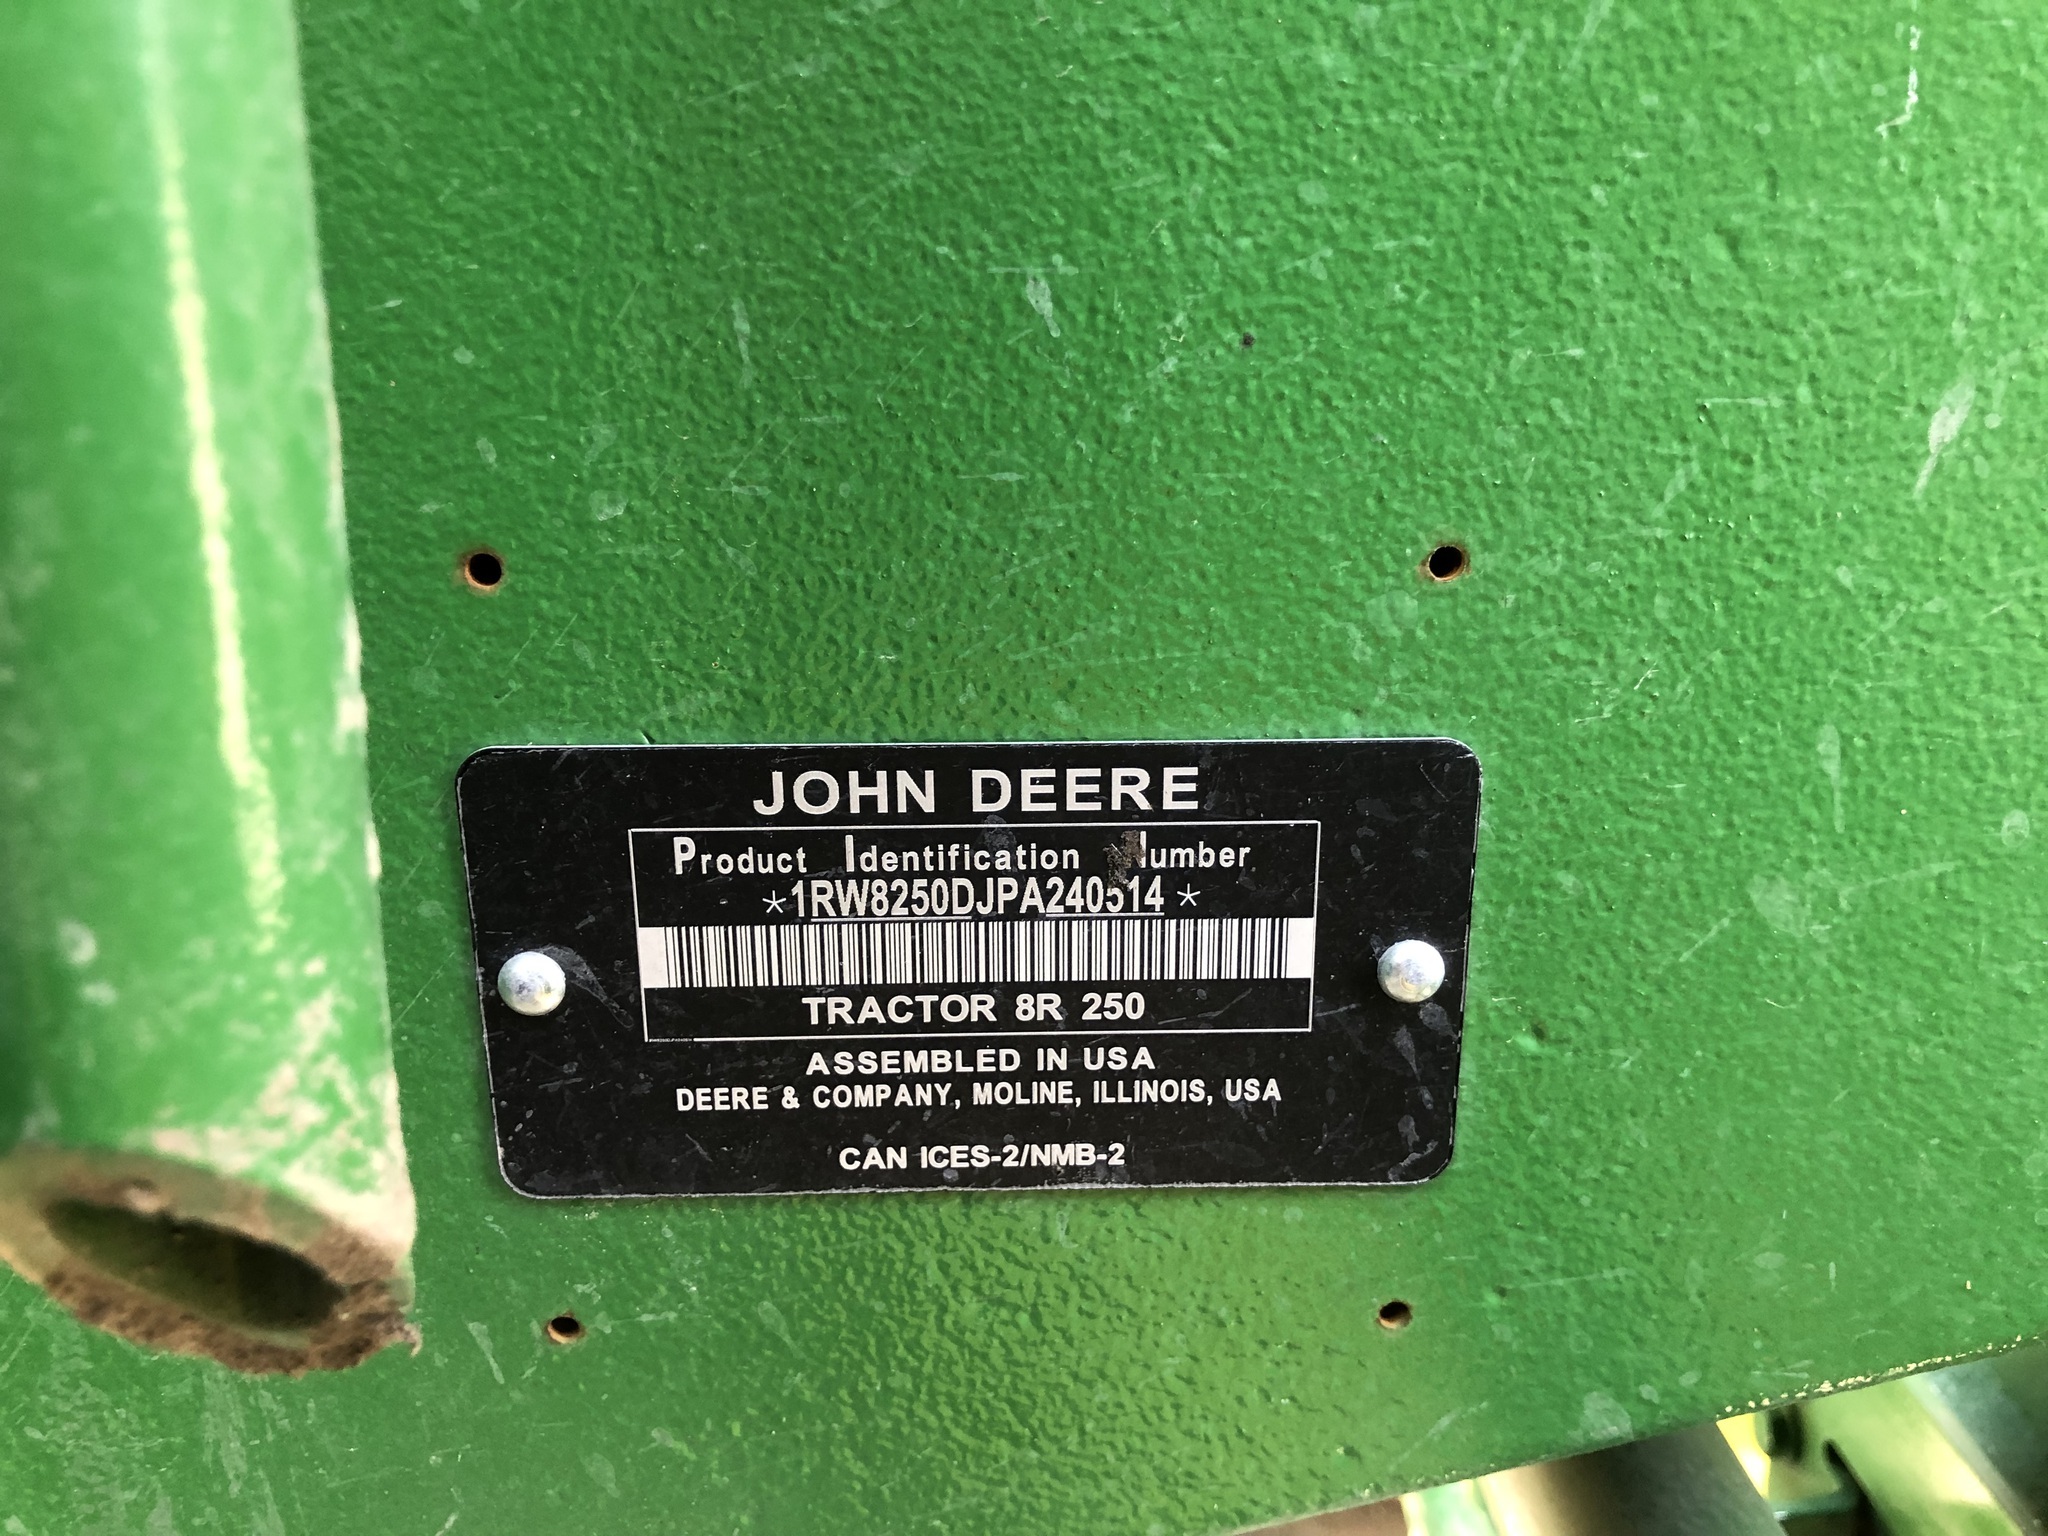 JOHN DEERE
Product Identification Number
*1RW8250DJPA240514*
TRACTOR 8R 250
ASSEMBLED IN USA
DEERE & COMPANY, MOLINE, ILLINOIS, USA
CAN ICES-2/NMB-2